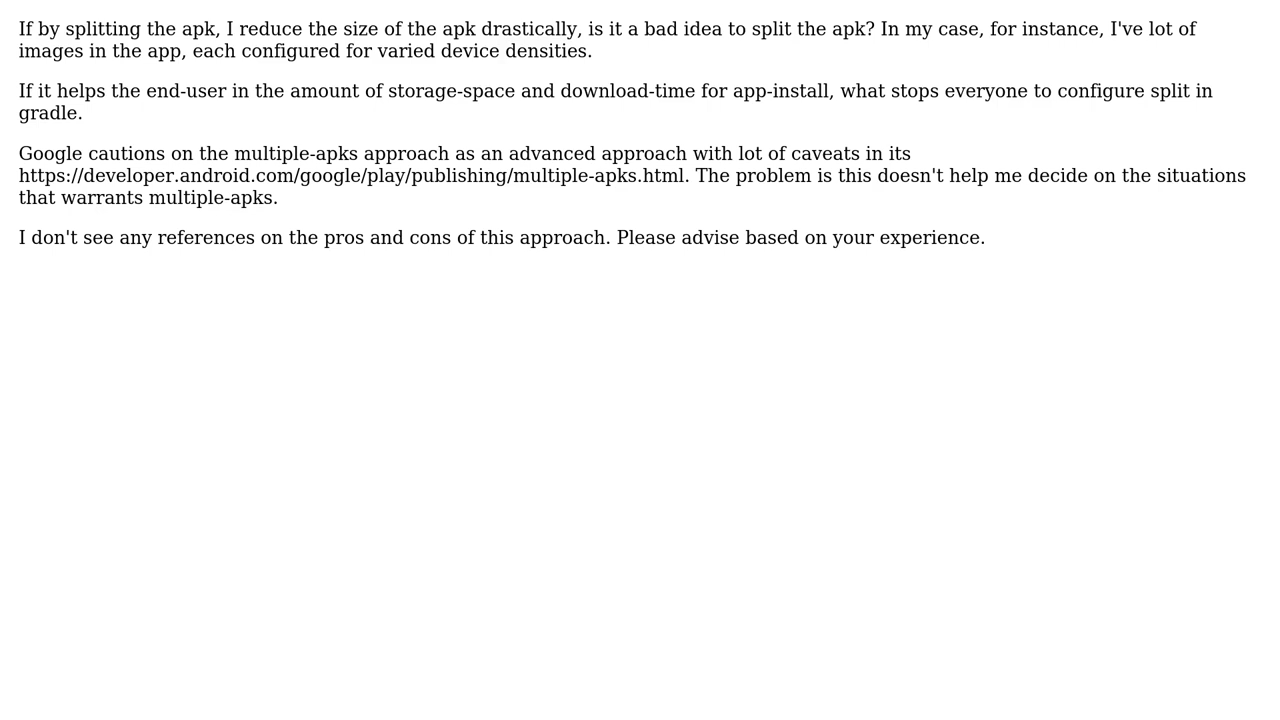 If by splitting the apk, I reduce the size of the apk drastically, is it a bad idea to split the apk? In my case, for instance, I've lot of
images in the app, each configured for varied device densities.
If it helps the end-user in the amount of storage-space and download-time for app-install, what stops everyone to configure split in
gradle.
Google cautions on the multiple-apks approach as an advanced approach with lot of caveats in its
https://developer.android.com/google/play/publishing/multiple-apks.html. The problem is this doesn't help me decide on the situations
that warrants multiple-apks.
I don't see any references on the pros and cons of this approach. Please advise based on your experience.